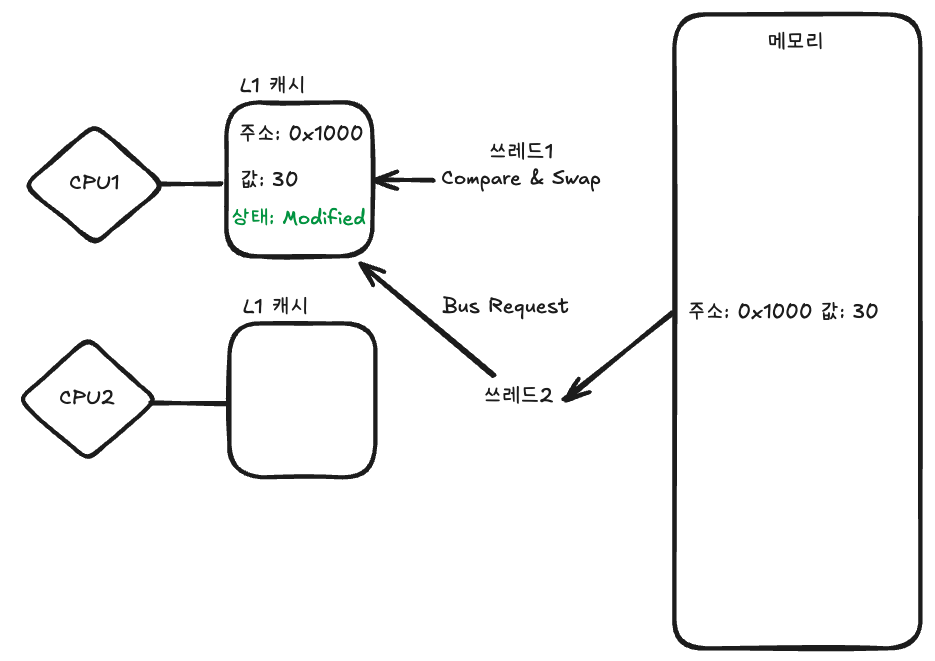 메모리
L1 캐시
주소: 0x1000
값: 30
상태: Modified
CPU1
쓰레드1
Compare & Swap
L1 캐시
Bus Request
주소: 0x1000 값: 30
CPU2
쓰레드2